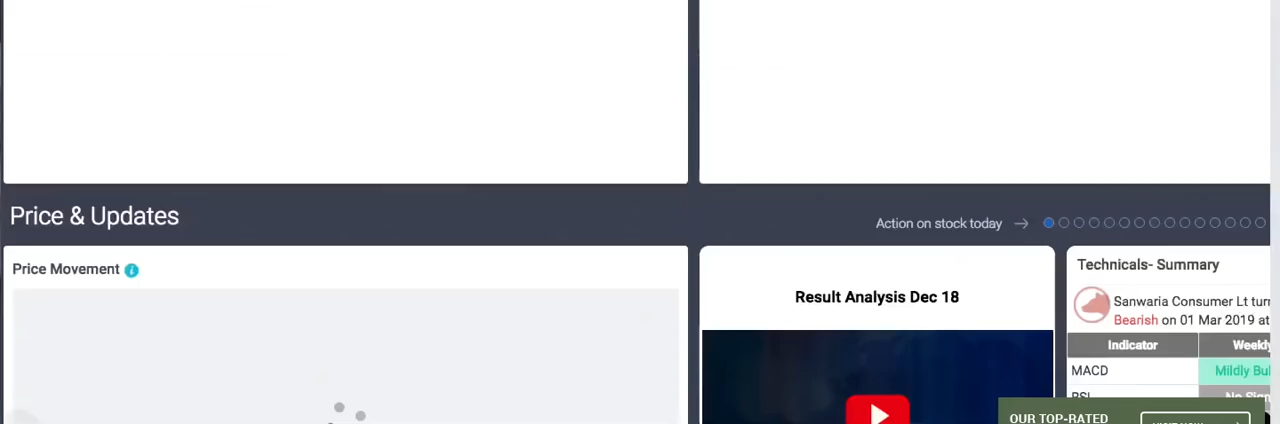 Price & Updates
Action on stock today
Price Movement
Result Analysis Dec 18
Technicals- Summary
Sanwaria Consumer Lt
Bearish on 01 Mar 2019 at
Indicator Weekly
MACD Mildly
OUR TOP-RATED